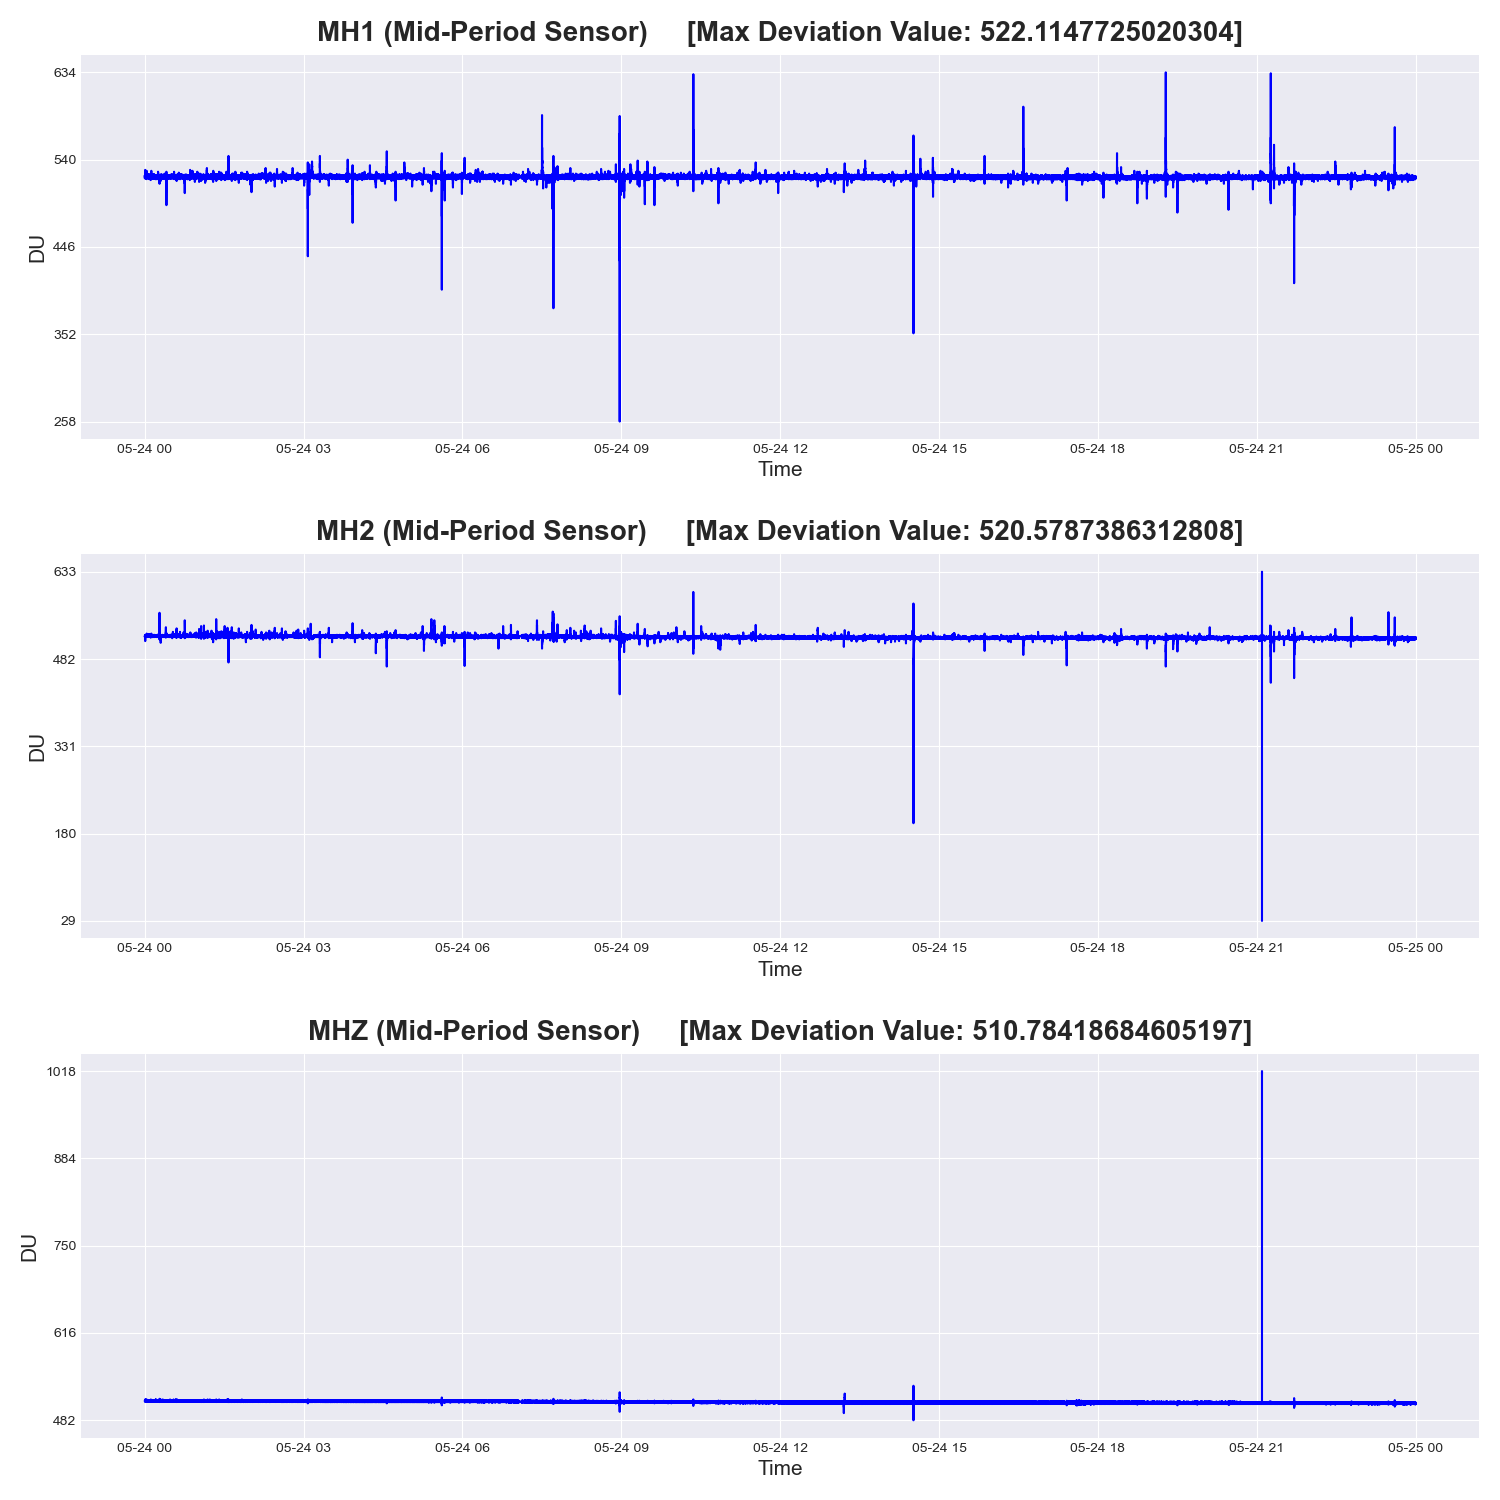 MH1 (Mid-Period Sensor)     [Max Deviation Value: 522.1147725020304]
634
540
446
352
258
DU
05-24 00 05-24 03 05-24 06 05-24 09 05-24 12 05-24 15 05-24 18 05-24 21 05-25 00
Time
MH2 (Mid-Period Sensor)     [Max Deviation Value: 520.5787386312808]
633
482
331
180
29
DU
05-24 00 05-24 03 05-24 06 05-24 09 05-24 12 05-24 15 05-24 18 05-24 21 05-25 00
Time
MHZ (Mid-Period Sensor)     [Max Deviation Value: 510.78418684605197]
1018
884
750
616
482
DU
05-24 00 05-24 03 05-24 06 05-24 09 05-24 12 05-24 15 05-24 18 05-24 21 05-25 00
Time